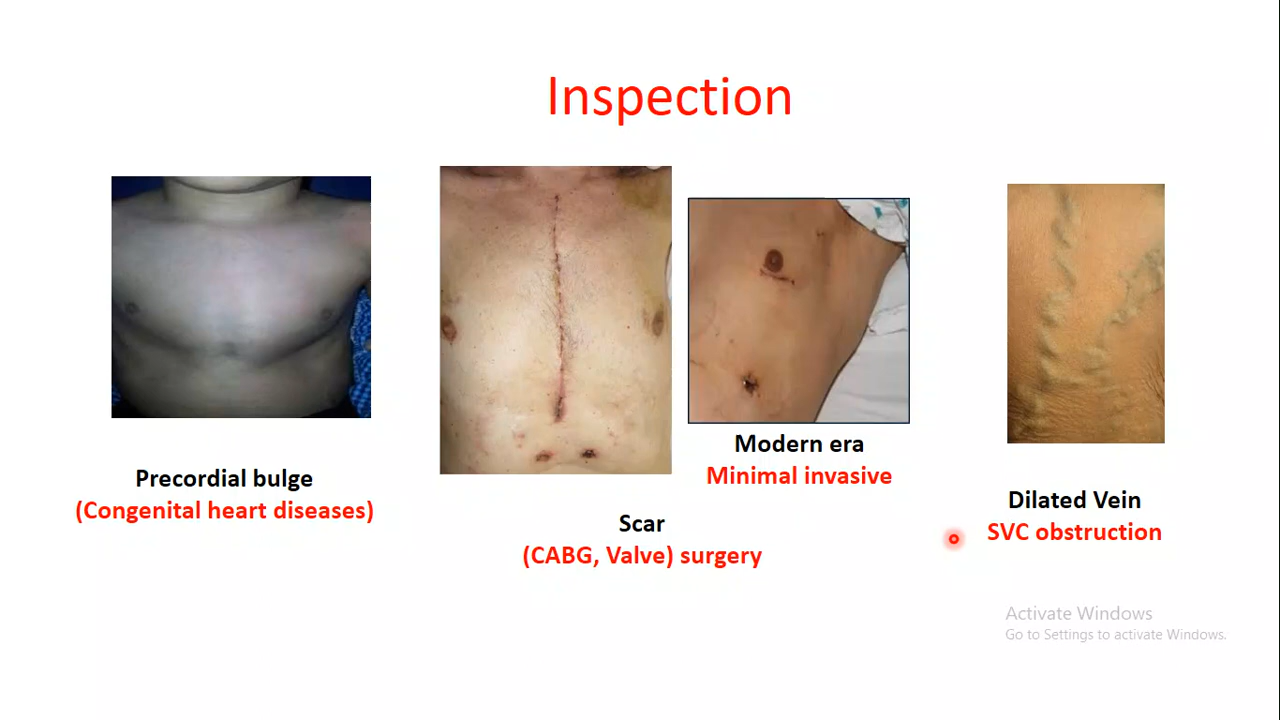 Inspection
Precordial bulge
(Congenital heart diseases)
Scar
(CABG, Valve) surgery
Modern era
Minimal invasive
Dilated Vein
SVC obstruction
Activate Windows
Go to Settings to activate Windows.